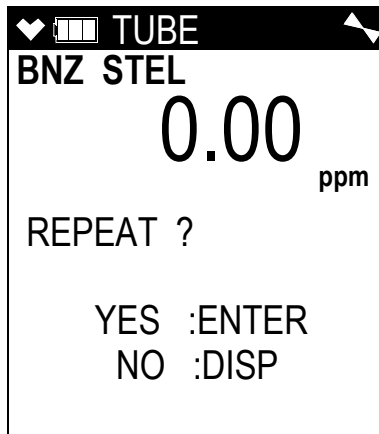 TUBE
BNZ STEL
0.00
ppm
REPEAT ?
YES :ENTER
NO :DISP